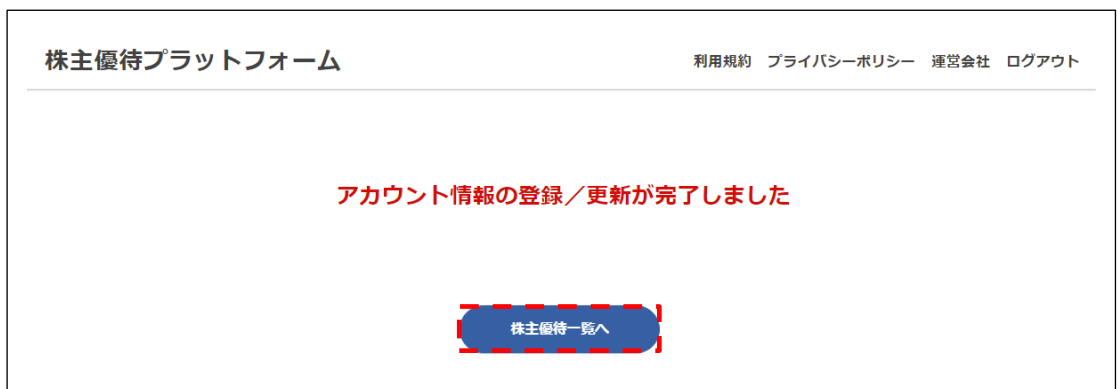 株主優待プラットフォーム
利用規約 プライバシーポリシー 運営会社 ログアウト
アカウント情報の登録／更新が完了しました
株主優待一覧へ